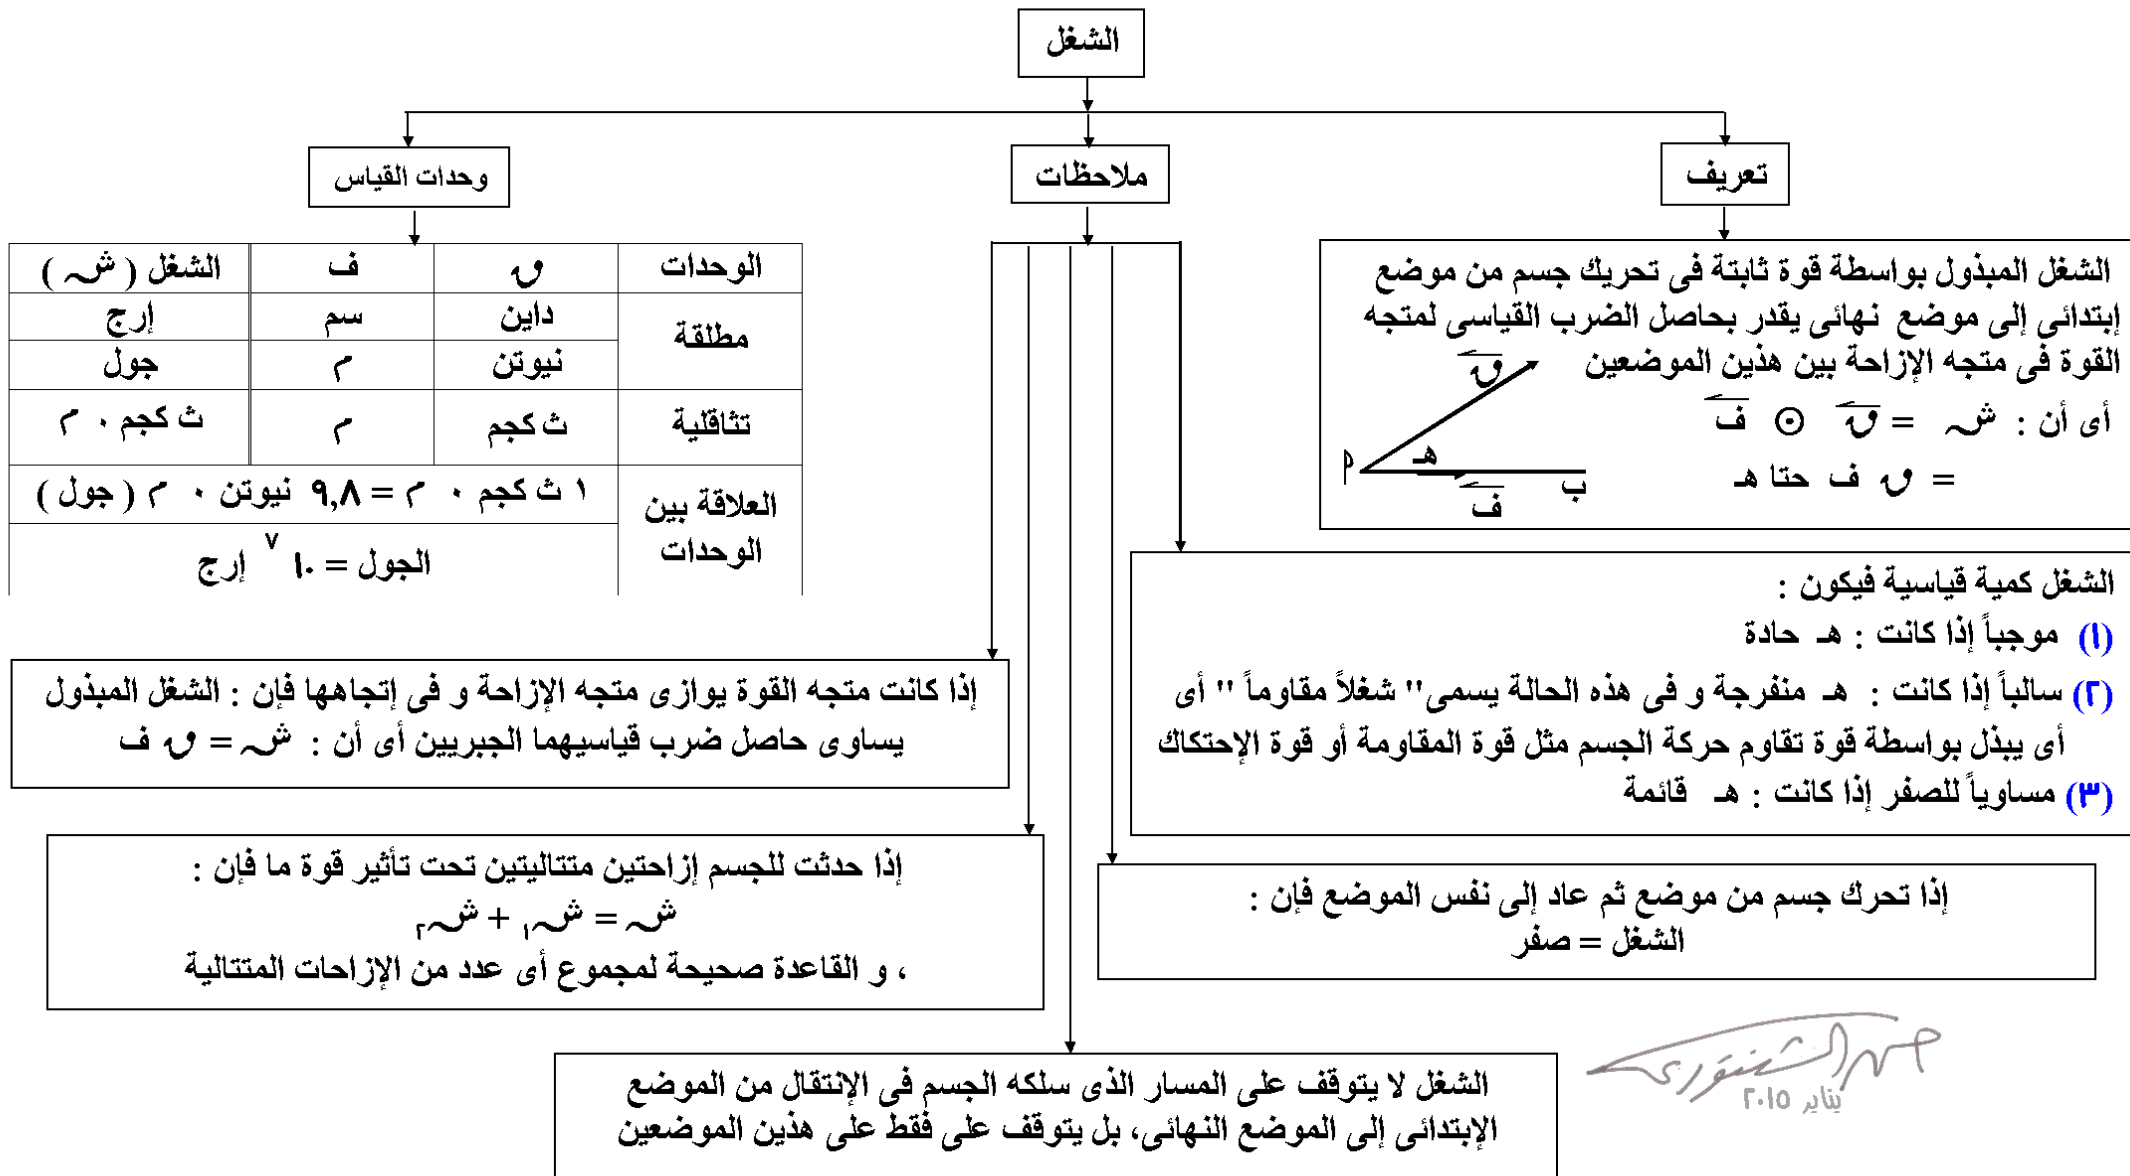 الشغل
تعريف
ملاحظات
وحدات القياس
الشغل المبذول بواسطة قوة ثابتة فى تحريك جسم من موضع
إبتدائى إلى موضع نهائى يقدر بحاصل الضرب القياسى لمتجه
القوة فى متجه الإزاحة بين هذين الموضعين
أى أن : شـ = ق ⊙ ف
= ق ف حتا هـ
ق
هـ
ف
ب
أ
الوحدات ق ف الشغل ( شـ )
مطلقة داين سم إرج
نيوتن م جول
تثاقلية ث كجم م ث كجم . م
العلاقة بين الوحدات
١ ث كجم . م = ٩,٨ نيوتن . م ( جول )
الجول = ١٠ ٧ إرج
الشغل كمية قياسية فيكون :
(١) موجباً إذا كانت : هـ حادة
(٢) سالباً إذا كانت : هـ منفرجة و فى هذه الحالة يسمى" شغلاً مقاوماً " أى
أى يبذل بواسطة قوة تقاوم حركة الجسم مثل قوة المقاومة أو قوة الإحتكاك
(٣) مساوياً للصفر إذا كانت : هـ قائمة
إذا كانت متجه القوة يوازى متجه الإزاحة و فى إتجاهها فإن : الشغل المبذول
يساوى حاصل ضرب قياسيهما الجبريين أى أن : شـ = ق ف
إذا تحرك جسم من موضع ثم عاد إلى نفس الموضع فإن :
الشغل = صفر
إذا حدثت للجسم إزاحتين متتاليتين تحت تأثير قوة ما فإن :
شـ = شـ١ + شـ٢
، و القاعدة صحيحة لمجموع أى عدد من الإزاحات المتتالية
الشغل لا يتوقف على المسار الذى سلكه الجسم فى الإنتقال من الموضع
الإبتدائى إلى الموضع النهائى، بل يتوقف على فقط على هذين الموضعين
يناير ٢٠١٥